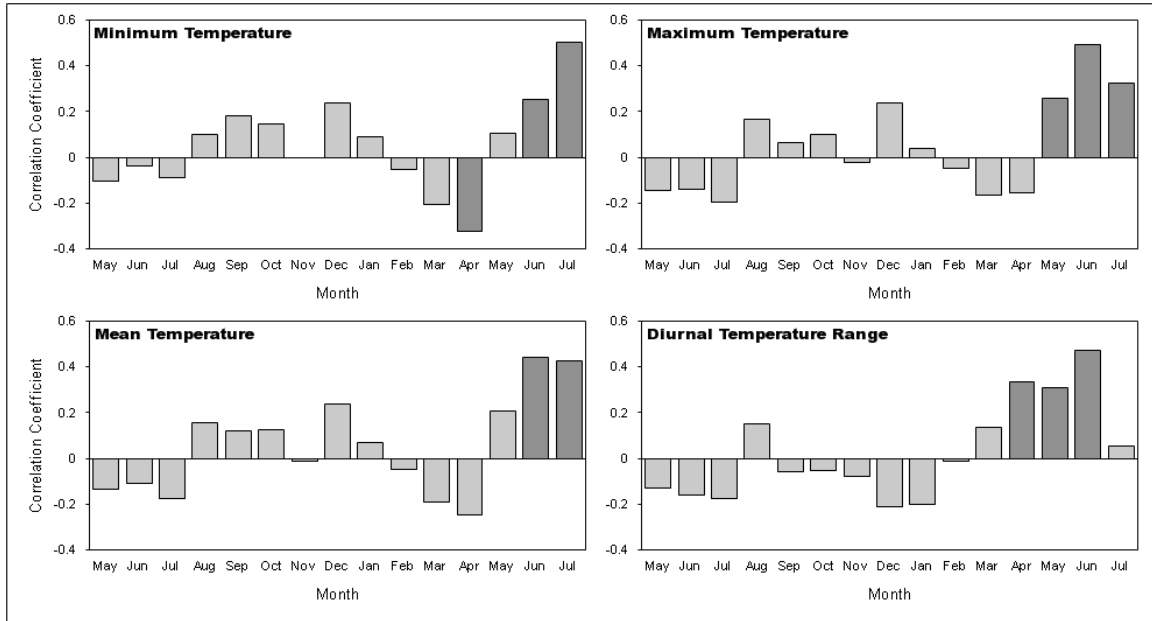 Minimum Temperature
0.6
0.4
0.2
0
-0.2
-0.4
Correlation Coefficient
May Jun Jul Aug Sep Oct Nov Dec Jan Feb Mar Apr May Jun Jul
Month
Maximum Temperature
0.6
0.4
0.2
0
-0.2
-0.4
May Jun Jul Aug Sep Oct Nov Dec Jan Feb Mar Apr May Jun Jul
Month
Mean Temperature
0.6
0.4
0.2
0
-0.2
-0.4
Correlation Coefficient
May Jun Jul Aug Sep Oct Nov Dec Jan Feb Mar Apr May Jun Jul
Month
Diurnal Temperature Range
0.6
0.4
0.2
0
-0.2
-0.4
May Jun Jul Aug Sep Oct Nov Dec Jan Feb Mar Apr May Jun Jul
Month